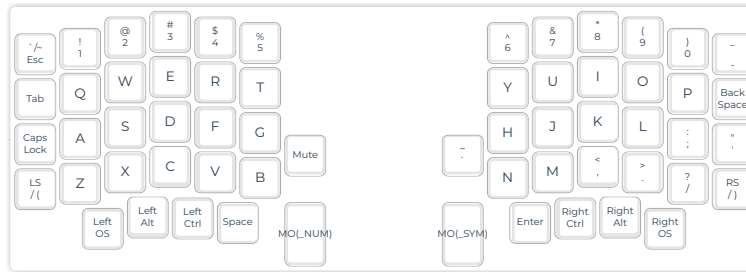 `/~
Esc
!
1
@
2
#
3
$
4
%
5
^
6
&
7
*
8
(
9
)
0
_
-
Tab
Q
W
E
R
T
Y
U
I
O
P
Back
Space
Caps
Lock
A
S
D
F
G
Mute
~
`
H
J
K
L
:
;
"
'
LS
/ (
Z
X
C
V
B
N
M
<
,
>
.
?
/
RS
/ )
Left
OS
Left
Alt
Left
Ctrl
Space
MO(_NUM)
MO(_SYM)
Enter
Right
Ctrl
Right
Alt
Right
OS